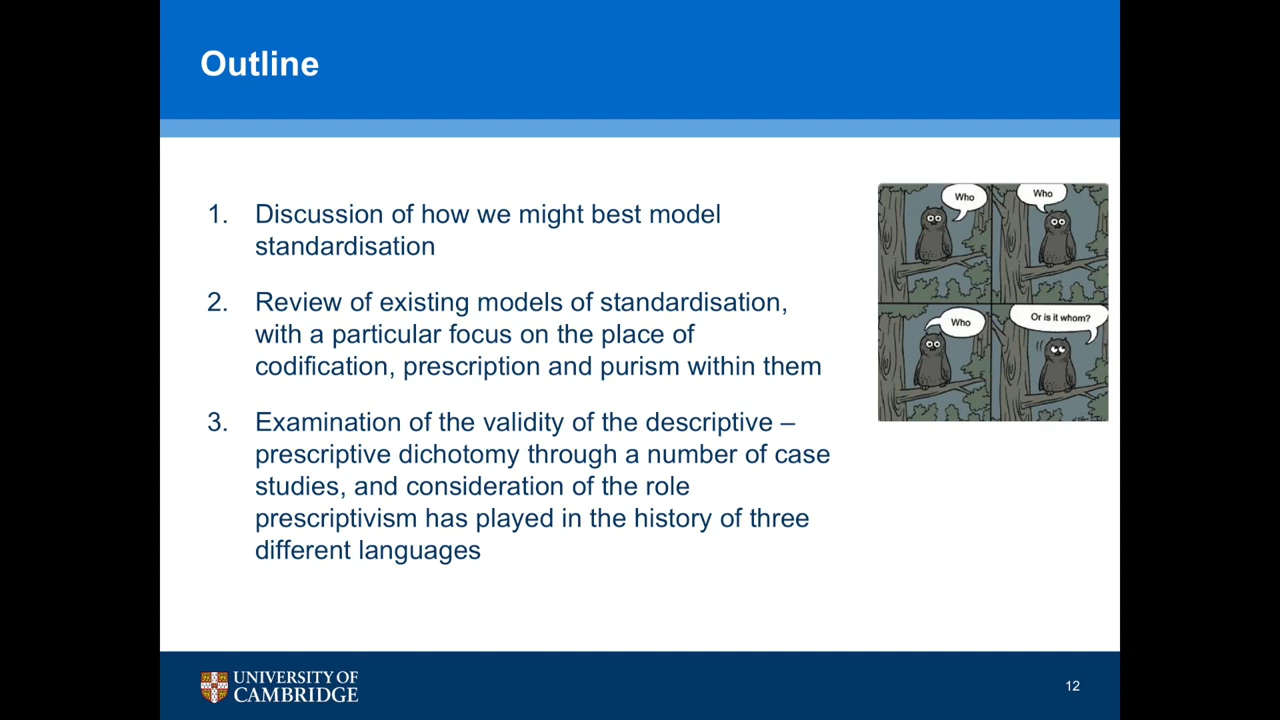 Outline
1. Discussion of how we might best model
standardisation
2. Review of existing models of standardisation,
with a particular focus on the place of
codification, prescription and purism within them
3. Examination of the validity of the descriptive –
prescriptive dichotomy through a number of case
studies, and consideration of the role
prescriptivism has played in the history of three
different languages
Who
Who
Who
Or is it whom?
UNIVERSITY OF
CAMBRIDGE
12